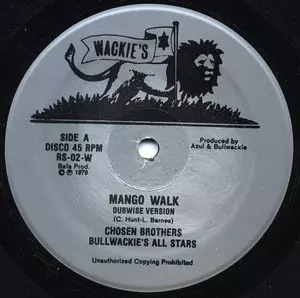 WACKIE'S
SIDE A
DISCO 45 RPM
RS-02-W
Bala Prod.
© ℗ 1979
Produced by
Azul & Bullwackie
MANGO WALK
DUBWISE VERSION
(C. Hunt-L. Barnes)
CHOSEN BROTHERS
BULLWACKIE'S ALL STARS
Unauthorized Copying Prohibited